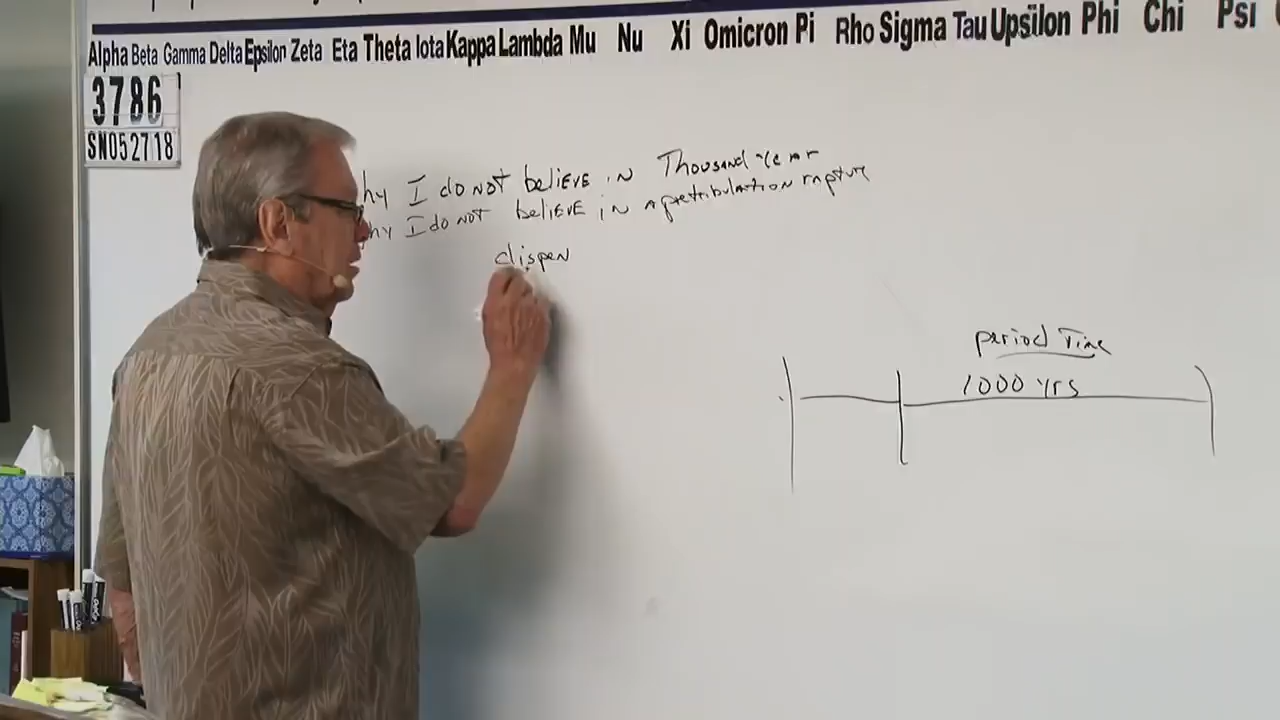 Alpha Beta Gamma Delta Epsilon Zeta Eta Theta Iota Kappa Lambda Mu Nu Xi Omicron Pi Rho Sigma Tau Upsilon Phi Chi Psi
3786
SN052718
hy I do not believe in Thousand year
hy I do not believe in a pretribulation rapture
dispen
period Time
1000 yrs